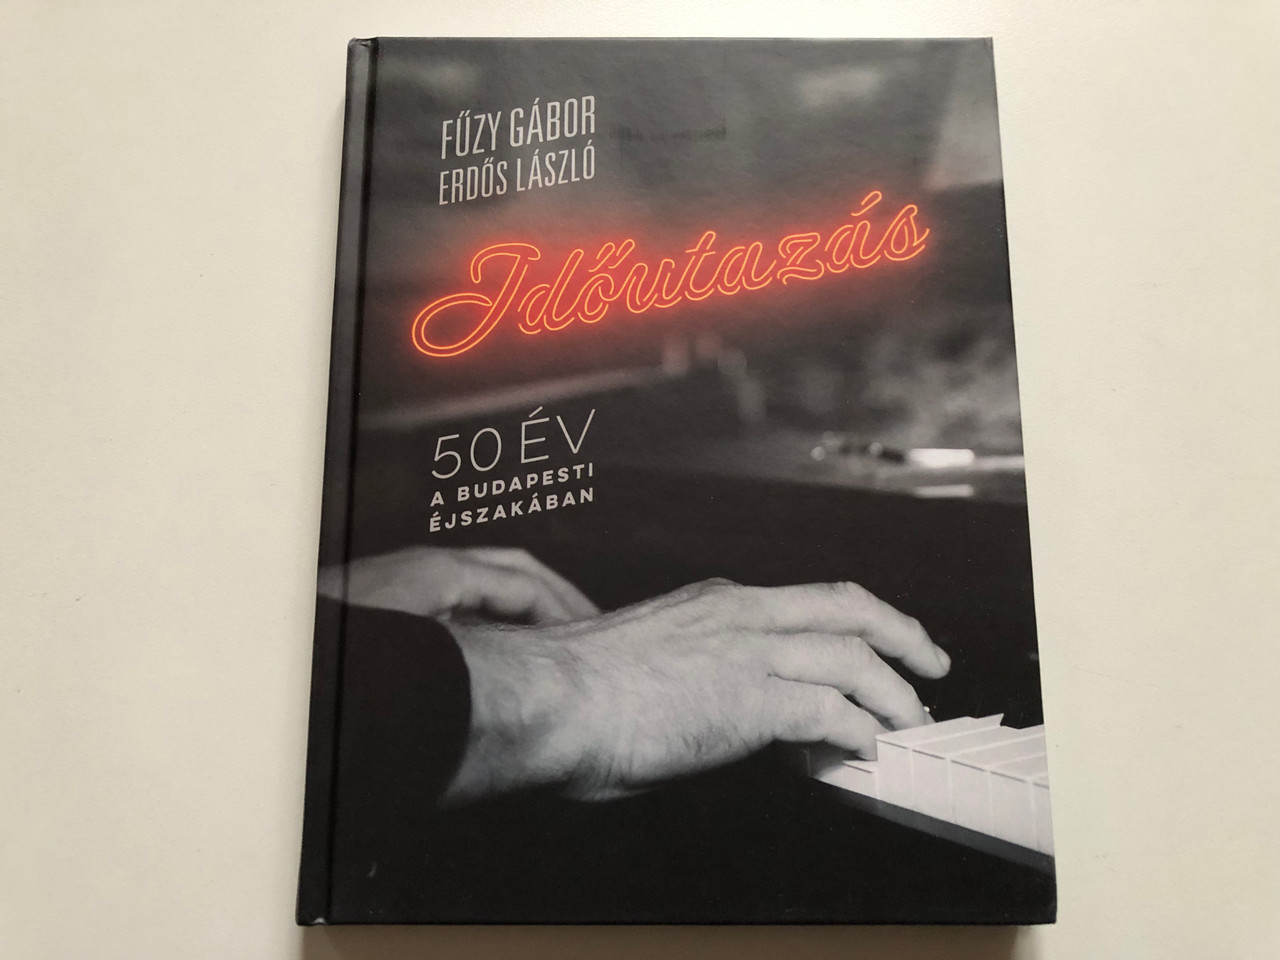 FŰZY GÁBOR
ERDŐS LÁSZLÓ
Időutazás
50 ÉV
A BUDAPESTI
ÉJSZAKÁBAN